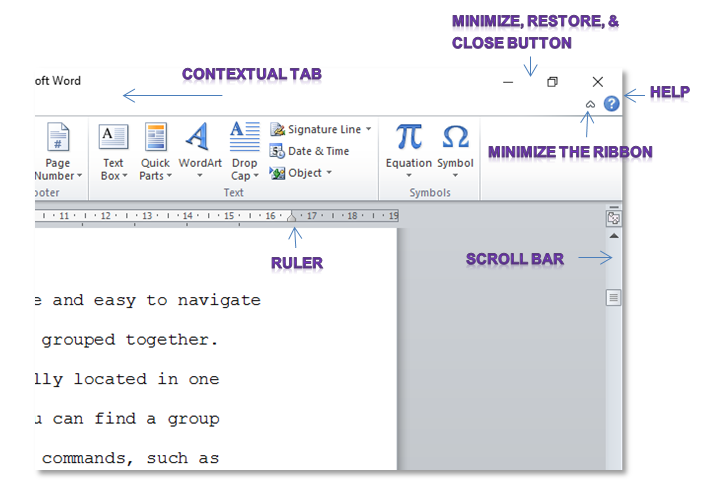 MINIMIZE, RESTORE, &
CLOSE BUTTON
oft Word
CONTEXTUAL TAB
HELP
?
MINIMIZE THE RIBBON
#
Page
Number
A
Text
Box
Quick
Parts
A
WordArt
A
Drop
Cap
Signature Line
5 Date & Time
Object
π
Equation
Ω
Symbol
ooter
Text
Symbols
11 · 12 · 13 · 14 · 15 · 16 · 17 · 18 · 19
RULER
SCROLL BAR
e and easy to navigate
grouped together.
lly located in one
u can find a group
commands, such as